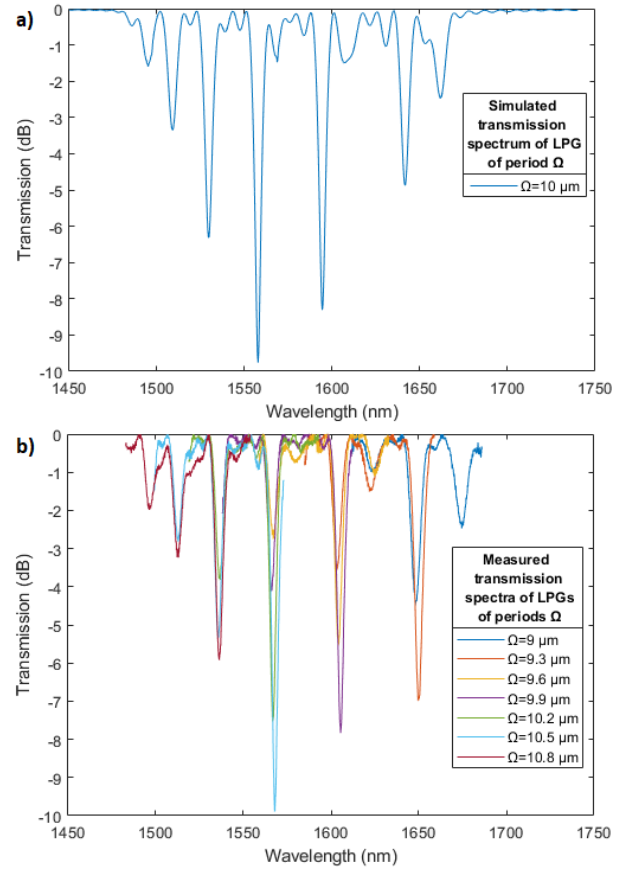 a)
0
-1
-2
-3
-4
-5
-6
-7
-8
-9
-10
Transmission (dB)
Simulated
transmission
spectrum of LPG
of period Ω
Ω=10 μm
1450 1500 1550 1600 1650 1700 1750
Wavelength (nm)
b)
0
-1
-2
-3
-4
-5
-6
-7
-8
-9
-10
Transmission (dB)
Measured
transmission
spectra of LPGs
of periods Ω
Ω=9 μm
Ω=9.3 μm
Ω=9.6 μm
Ω=9.9 μm
Ω=10.2 μm
Ω=10.5 μm
Ω=10.8 μm
1450 1500 1550 1600 1650 1700 1750
Wavelength (nm)